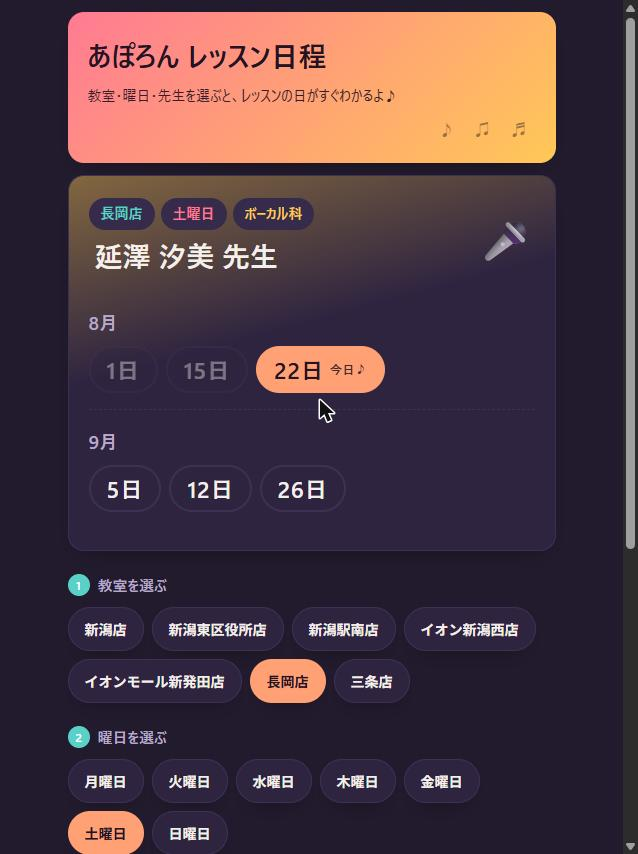 あぽろん レッスン日程
教室・曜日・先生を選ぶと、レッスンの日がすぐわかるよ♪
♪ ♫ ♬
長岡店 土曜日 ボーカル科
延澤 汐美 先生
8月
1日 15日 22日 今日♪
9月
5日 12日 26日
1 教室を選ぶ
新潟店 新潟東区役所店 新潟駅南店 イオン新潟西店
イオンモール新発田店 長岡店 三条店
2 曜日を選ぶ
月曜日 火曜日 水曜日 木曜日 金曜日
土曜日 日曜日